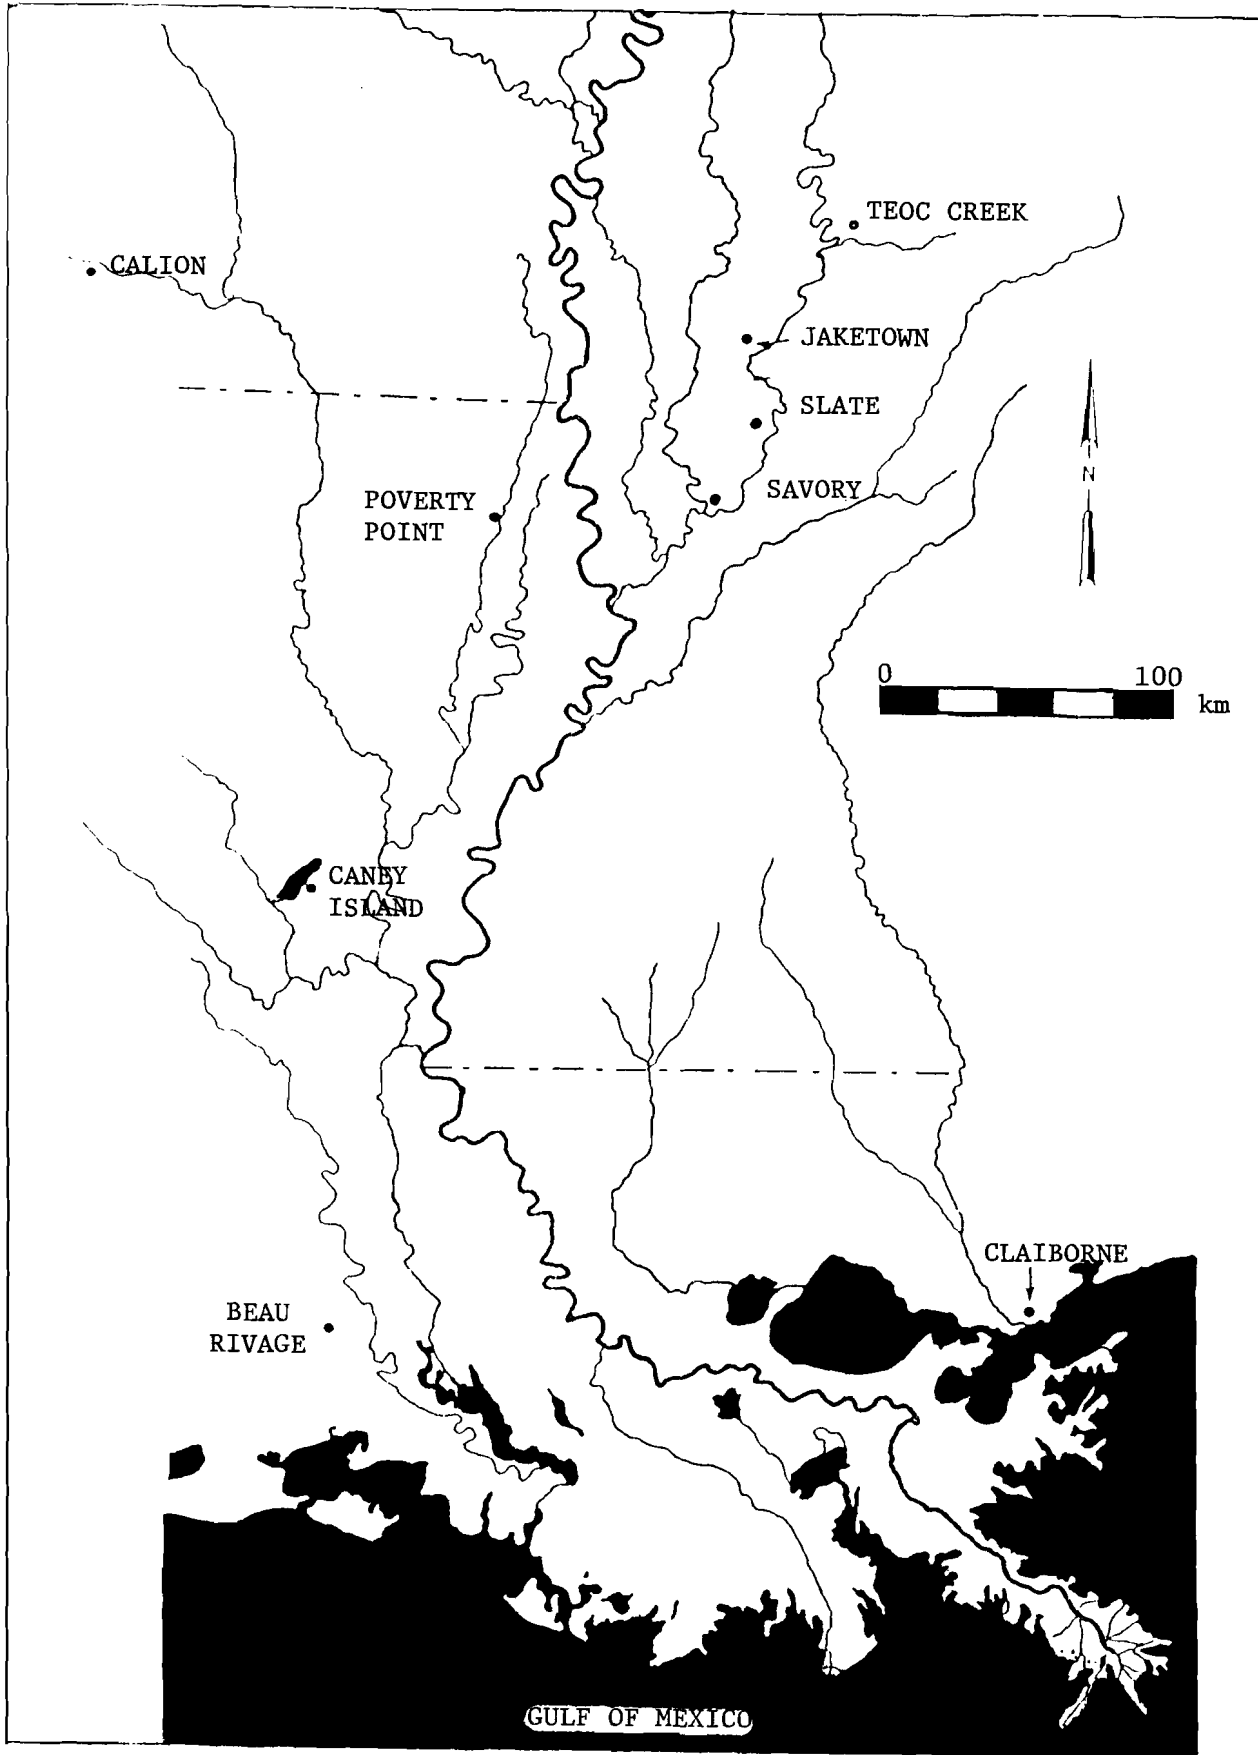 TEOC CREEK
CALION
JAKETOWN
SLATE
N
SAVORY
POVERTY
POINT
0 100
km
CANEY
ISLAND
CLAIBORNE
BEAU
RIVAGE
GULF OF MEXICO